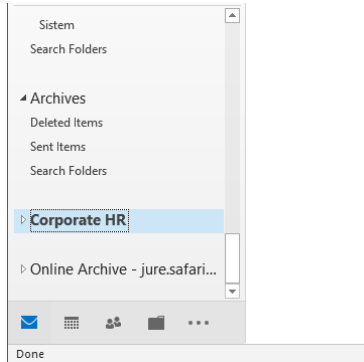 Sistem
Search Folders
Archives
Deleted Items
Sent Items
Search Folders
Corporate HR
Online Archive - jure.safari...
Done